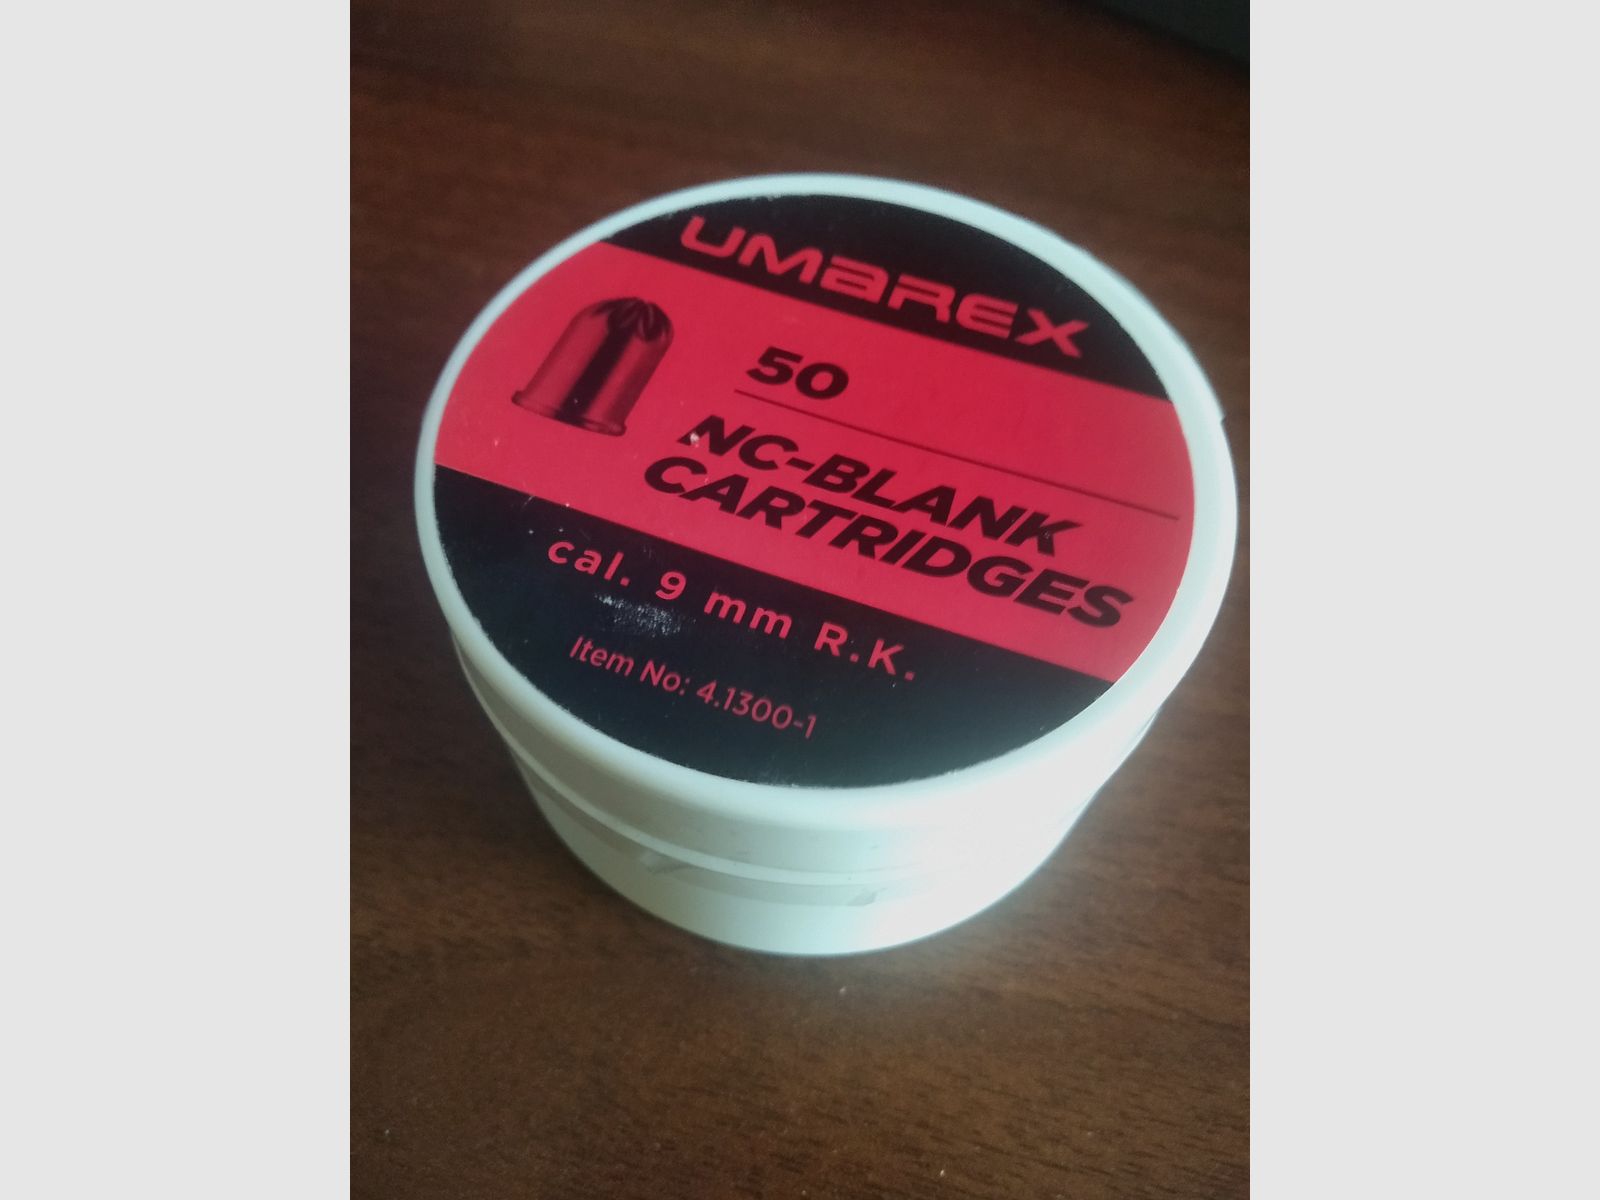 UMAREX
50
NC-BLANK
CARTRIDGES
cal. 9 mm R.K.
Item No: 4.1300-1